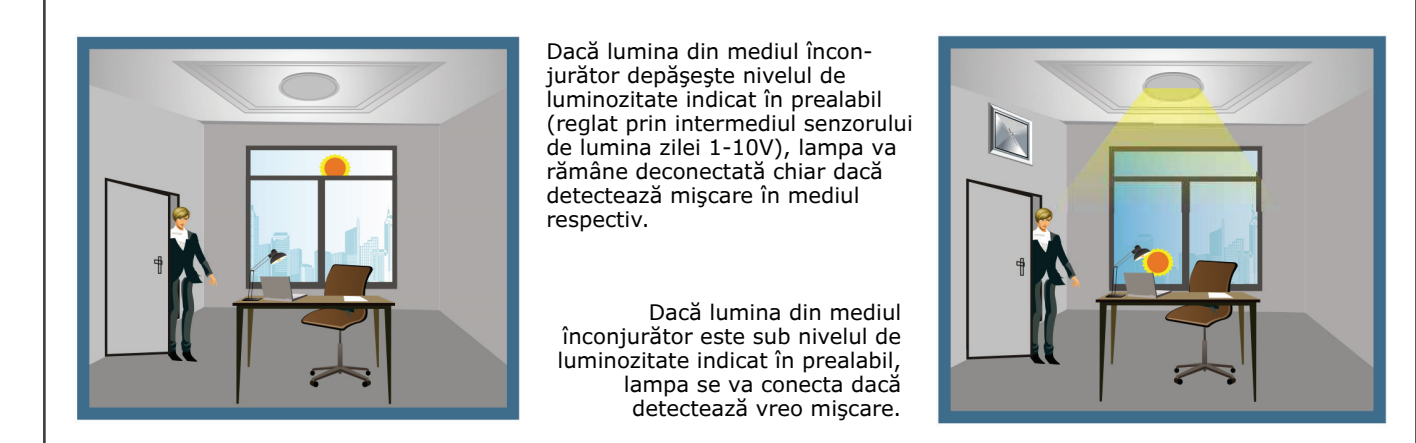 Dacă lumina din mediul încon-
jurător depăşeşte nivelul de
luminozitate indicat în prealabil
(reglat prin intermediul senzorului
de lumina zilei 1-10V), lampa va
rămâne deconectată chiar dacă
detectează mişcare în mediul
respectiv.
Dacă lumina din mediul
înconjurător este sub nivelul de
luminozitate indicat în prealabil,
lampa se va conecta dacă
detectează vreo mişcare.